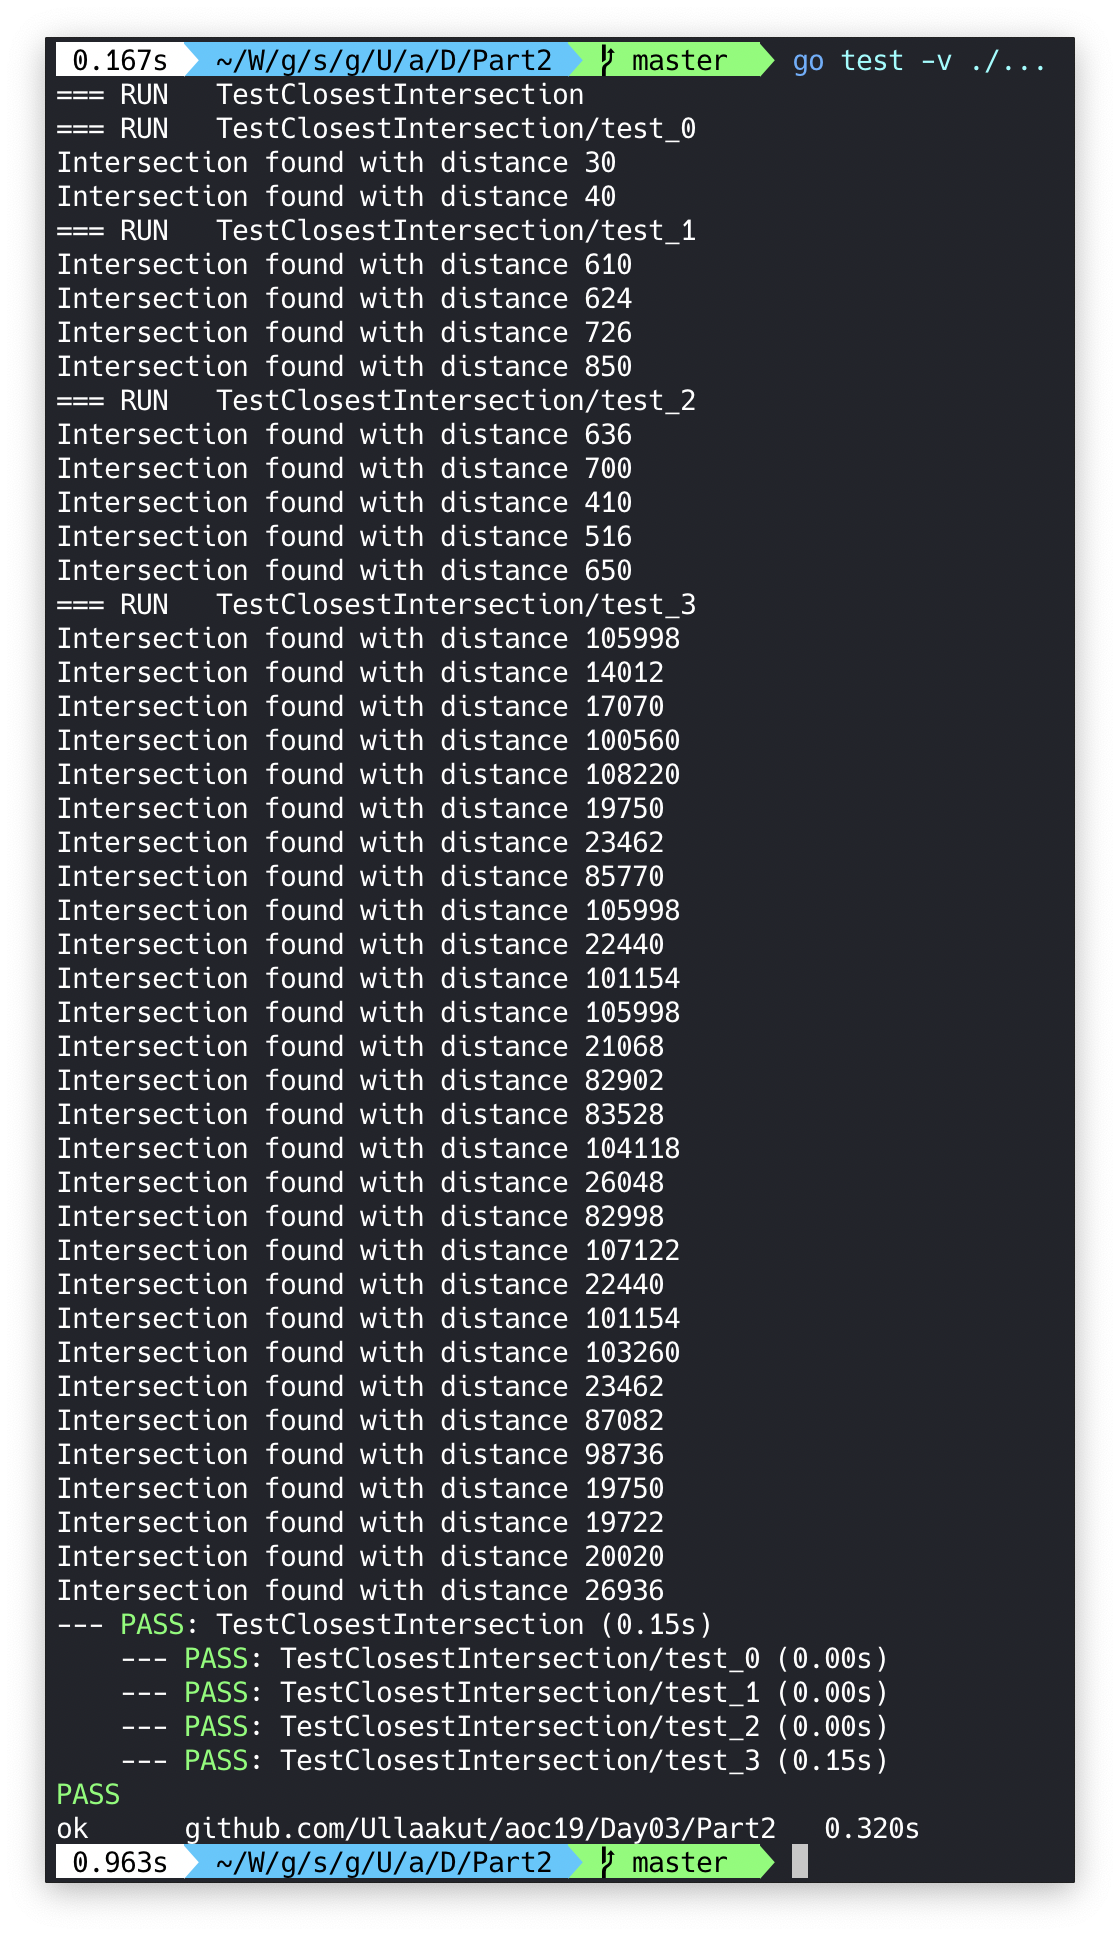 0.167s ~/W/g/s/g/U/a/D/Part2 master go test -v ./...
=== RUN   TestClosestIntersection
=== RUN   TestClosestIntersection/test_0
Intersection found with distance 30
Intersection found with distance 40
=== RUN   TestClosestIntersection/test_1
Intersection found with distance 610
Intersection found with distance 624
Intersection found with distance 726
Intersection found with distance 850
=== RUN   TestClosestIntersection/test_2
Intersection found with distance 636
Intersection found with distance 700
Intersection found with distance 410
Intersection found with distance 516
Intersection found with distance 650
=== RUN   TestClosestIntersection/test_3
Intersection found with distance 105998
Intersection found with distance 14012
Intersection found with distance 17070
Intersection found with distance 100560
Intersection found with distance 108220
Intersection found with distance 19750
Intersection found with distance 23462
Intersection found with distance 85770
Intersection found with distance 105998
Intersection found with distance 22440
Intersection found with distance 101154
Intersection found with distance 105998
Intersection found with distance 21068
Intersection found with distance 82902
Intersection found with distance 83528
Intersection found with distance 104118
Intersection found with distance 26048
Intersection found with distance 82998
Intersection found with distance 107122
Intersection found with distance 22440
Intersection found with distance 101154
Intersection found with distance 103260
Intersection found with distance 23462
Intersection found with distance 87082
Intersection found with distance 98736
Intersection found with distance 19750
Intersection found with distance 19722
Intersection found with distance 20020
Intersection found with distance 26936
--- PASS: TestClosestIntersection (0.15s)
    --- PASS: TestClosestIntersection/test_0 (0.00s)
    --- PASS: TestClosestIntersection/test_1 (0.00s)
    --- PASS: TestClosestIntersection/test_2 (0.00s)
    --- PASS: TestClosestIntersection/test_3 (0.15s)
PASS
ok      github.com/Ullaakut/aoc19/Day03/Part2   0.320s
0.963s ~/W/g/s/g/U/a/D/Part2 master